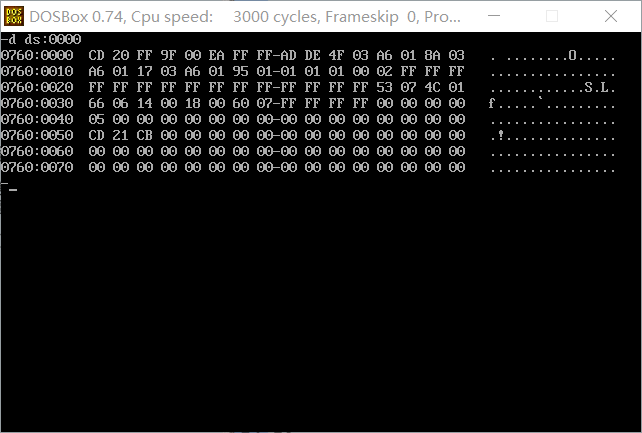 DOS
BOX
DOSBox 0.74, Cpu speed:    3000 cycles, Frameskip  0, Pro...
-d ds:0000
0760:0000  CD 20 FF 9F 00 EA FF FF-AD DE 4F 03 A6 01 8A 03   . ........O.....
0760:0010  A6 01 17 03 A6 01 95 01-01 01 01 00 02 FF FF FF   ................
0760:0020  FF FF FF FF FF FF FF FF-FF FF FF FF 53 07 4C 01   ............S.L.
0760:0030  66 06 14 00 18 00 60 07-FF FF FF FF 00 00 00 00   f.....`.........
0760:0040  05 00 00 00 00 00 00 00-00 00 00 00 00 00 00 00   ................
0760:0050  CD 21 CB 00 00 00 00 00-00 00 00 00 00 00 00 00   .!..............
0760:0060  00 00 00 00 00 00 00 00-00 00 00 00 00 00 00 00   ................
0760:0070  00 00 00 00 00 00 00 00-00 00 00 00 00 00 00 00   ................
-_